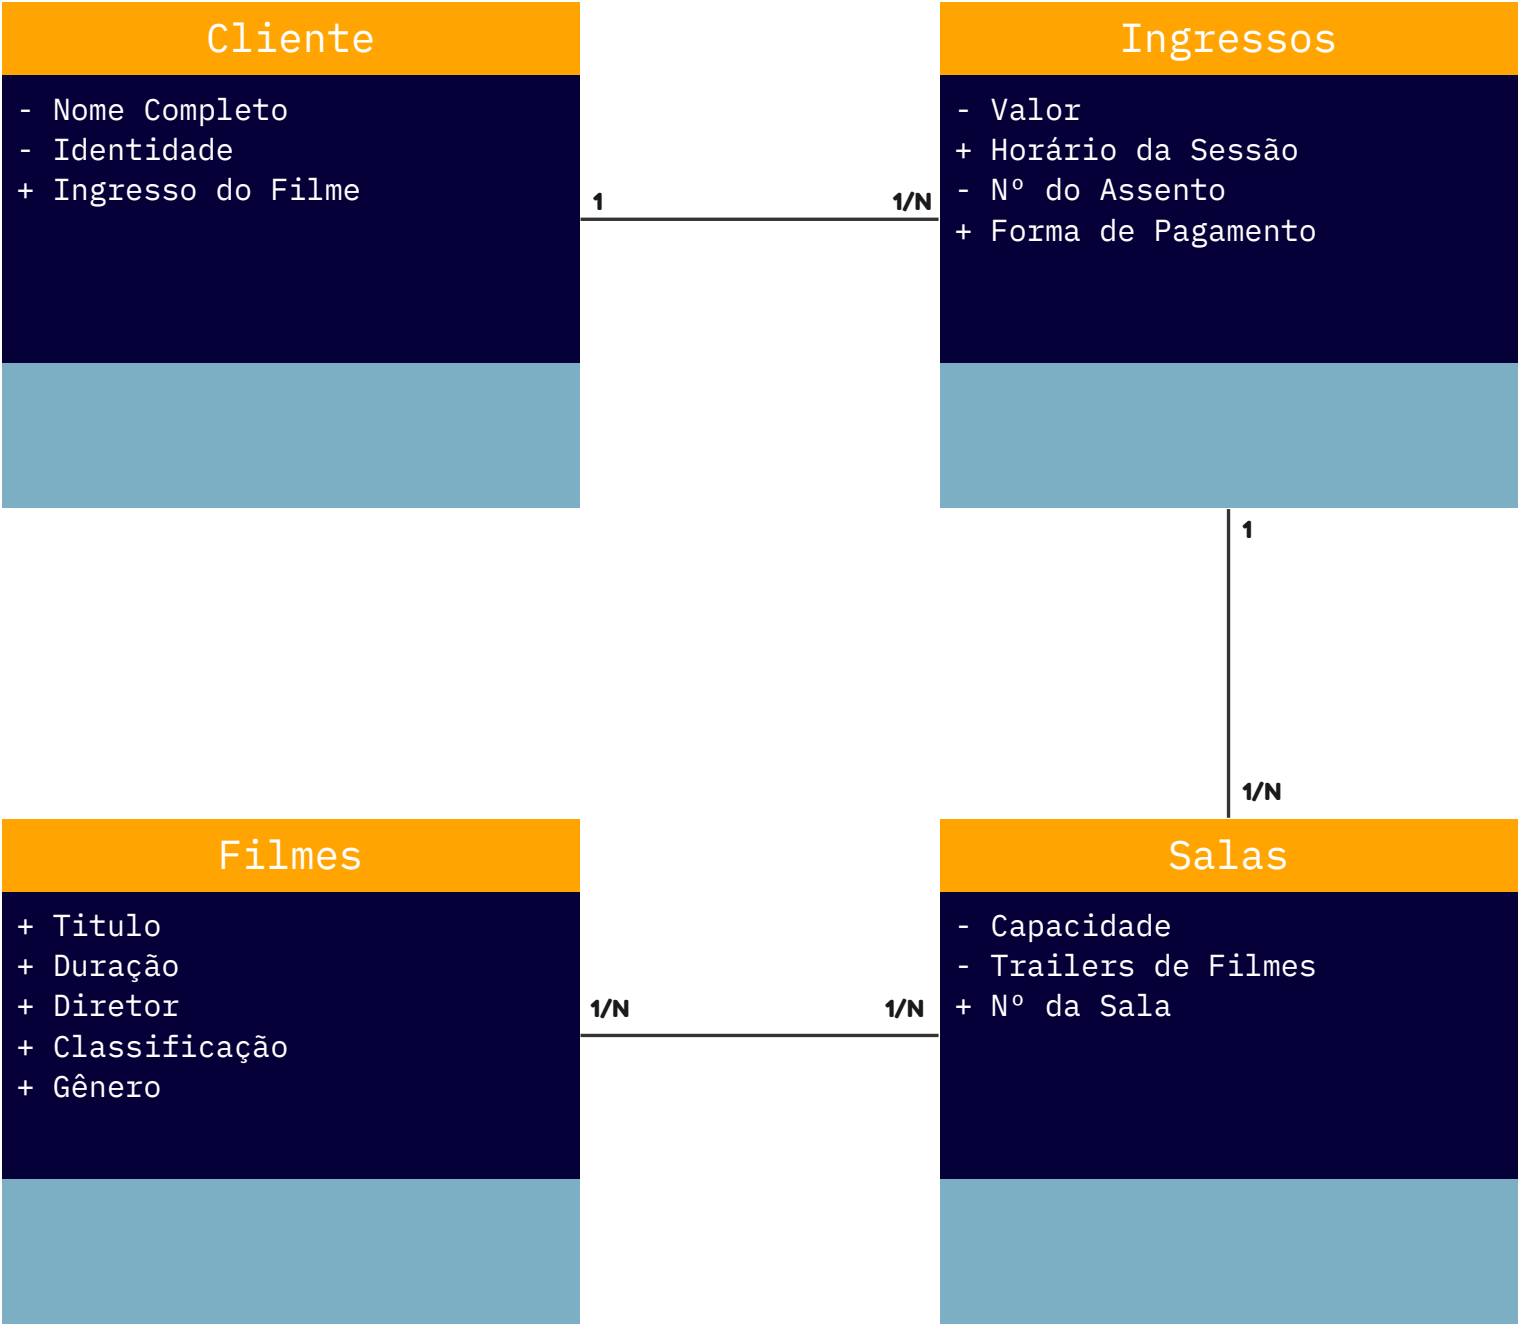 Cliente
- Nome Completo
- Identidade
+ Ingresso do Filme
1
1/N
Ingressos
- Valor
+ Horário da Sessão
- Nº do Assento
+ Forma de Pagamento
1
1/N
Filmes
+ Titulo
+ Duração
+ Diretor
+ Classificação
+ Gênero
1/N
1/N
Salas
- Capacidade
- Trailers de Filmes
+ Nº da Sala